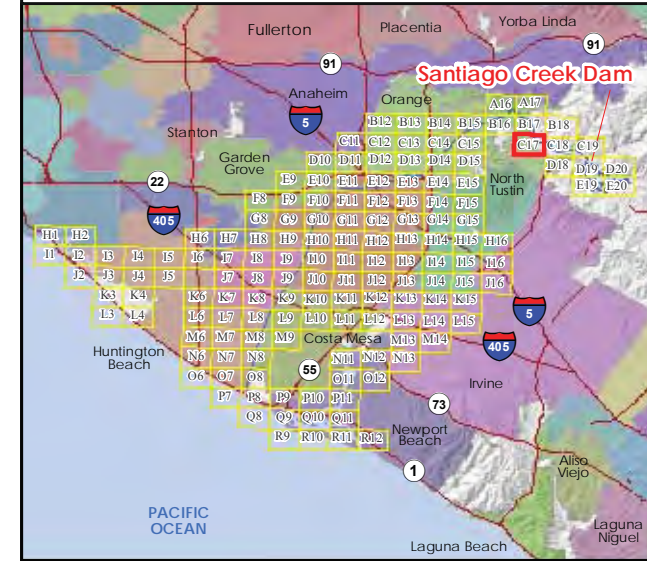 Fullerton
Placentia
Yorba Linda
91
91
Santiago Creek Dam
Anaheim
Orange
A16 A17
5
B12 B13 B14 B15 B16 B17 B18
Stanton
C11 C12 C13 C14 C15 C17 C18 C19
Garden
Grove
D10 D11 D12 D13 D14 D15 D18 D19 D20
22
E9 E10 E11 E12 E13 E14 E15 E19 E20
North
Tustin
405
F8 F9 F10 F11 F12 F13 F14 F15
G8 G9 G10 G11 G12 G13 G14 G15
H1 H2 H6 H7 H8 H9 H10 H11 H12 H13 H14 H15 H16
I1 I2 I3 I4 I5 I6 I7 I8 I9 I10 I11 I12 I13 I14 I15 I16
J2 J3 J4 J5 J7 J8 J9 J10 J11 J12 J13 J14 J15 J16
K3 K4 K6 K7 K8 K9 K10 K11 K12 K13 K14 K15
5
L3 L4 L6 L7 L8 L9 L10 L11 L12 L13 L14 L15
M6 M7 M8 M9 Costa Mesa M13 M14
405
Huntington
Beach
N6 N7 N8 N11 N12 N13
55
O6 O7 O8 O11 O12
Irvine
P7 P8 P9 P10 P11
73
Q8 Q9 Q10 Q11
Newport
Beach
R9 R10 R11 R12
1
Aliso
Viejo
PACIFIC
OCEAN
Laguna
Niguel
Laguna Beach